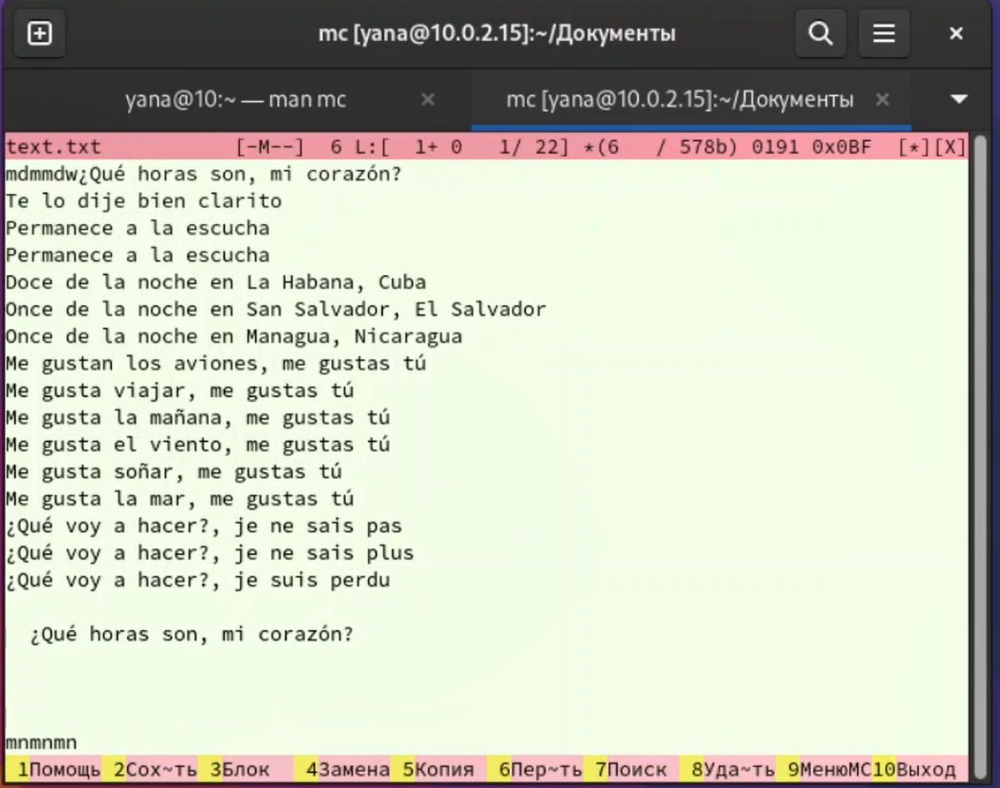 mc [yana@10.0.2.15]:~/Документы
yana@10:~ — man mc
mc [yana@10.0.2.15]:~/Документы
text.txt [-M--] 6 L:[ 1+ 0 1/ 22] *(6 / 578b) 0191 0x0BF [*][X]
mdmmdw¿Qué horas son, mi corazón?
Te lo dije bien clarito
Permanece a la escucha
Permanece a la escucha
Doce de la noche en La Habana, Cuba
Once de la noche en San Salvador, El Salvador
Once de la noche en Managua, Nicaragua
Me gustan los aviones, me gustas tú
Me gusta viajar, me gustas tú
Me gusta la mañana, me gustas tú
Me gusta el viento, me gustas tú
Me gusta soñar, me gustas tú
Me gusta la mar, me gustas tú
¿Qué voy a hacer?, je ne sais pas
¿Qué voy a hacer?, je ne sais plus
¿Qué voy a hacer?, je suis perdu
¿Qué horas son, mi corazón?
mnmnmn
1Помощь 2Сох~ть 3Блок 4Замена 5Копия 6Пер~ть 7Поиск 8Уда~ть 9МенюМС10Выход